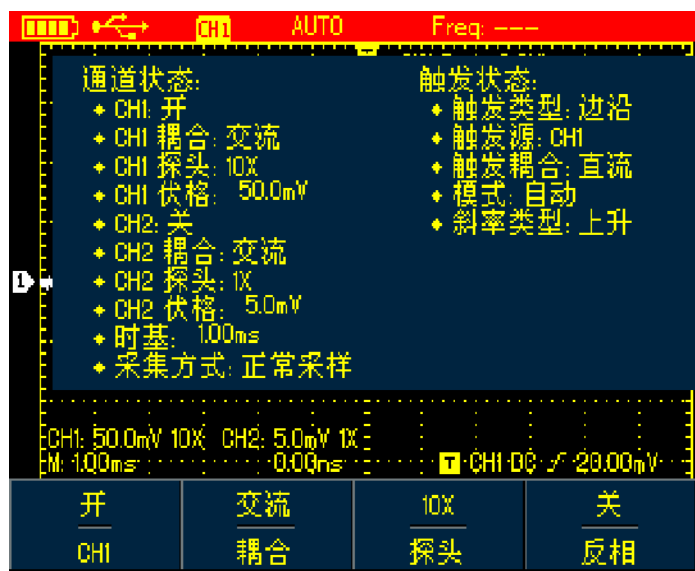 CH1 AUTO Freq: ---
通道状态:
CH1: 开
CH1 耦合: 交流
CH1 探头: 10X
CH1 伏格: 50.0mV
CH2: 关
CH2 耦合: 交流
CH2 探头: 1X
CH2 伏格: 5.0mV
时基: 1.00ms
采集方式: 正常采样
触发状态:
触发类型: 边沿
触发源: CH1
触发耦合: 直流
模式: 自动
斜率类型: 上升
1
CH1: 50.0mV 10X CH2: 5.0mV 1X
M: 1.00ms 0.00ns T CH1 DC 28.00mV
开 交流 10X 关
CH1 耦合 探头 反相